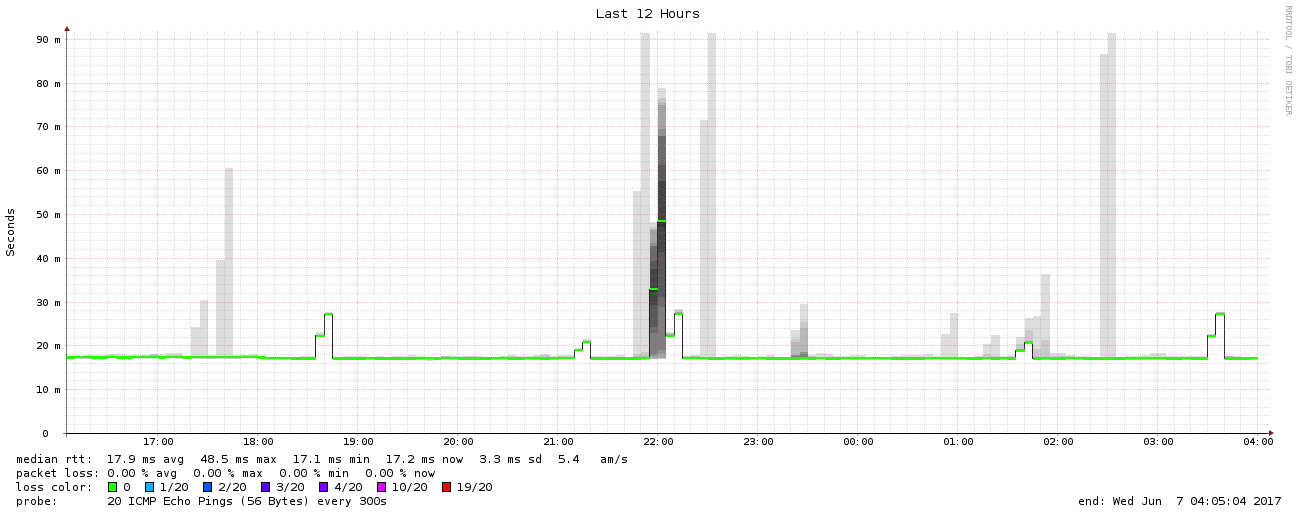 Last 12 Hours
RRDTOOL / TOBI OETIKER
Seconds
90 m
80 m
70 m
60 m
50 m
40 m
30 m
20 m
10 m
0
17:00 18:00 19:00 20:00 21:00 22:00 23:00 00:00 01:00 02:00 03:00 04:00
median rtt: 17.9 ms avg 48.5 ms max 17.1 ms min 17.2 ms now 3.3 ms sd 5.4 am/s
packet loss: 0.00 % avg 0.00 % max 0.00 % min 0.00 % now
loss color: 0 1/20 2/20 3/20 4/20 10/20 19/20
probe: 20 ICMP Echo Pings (56 Bytes) every 300s end: Wed Jun 7 04:05:04 2017